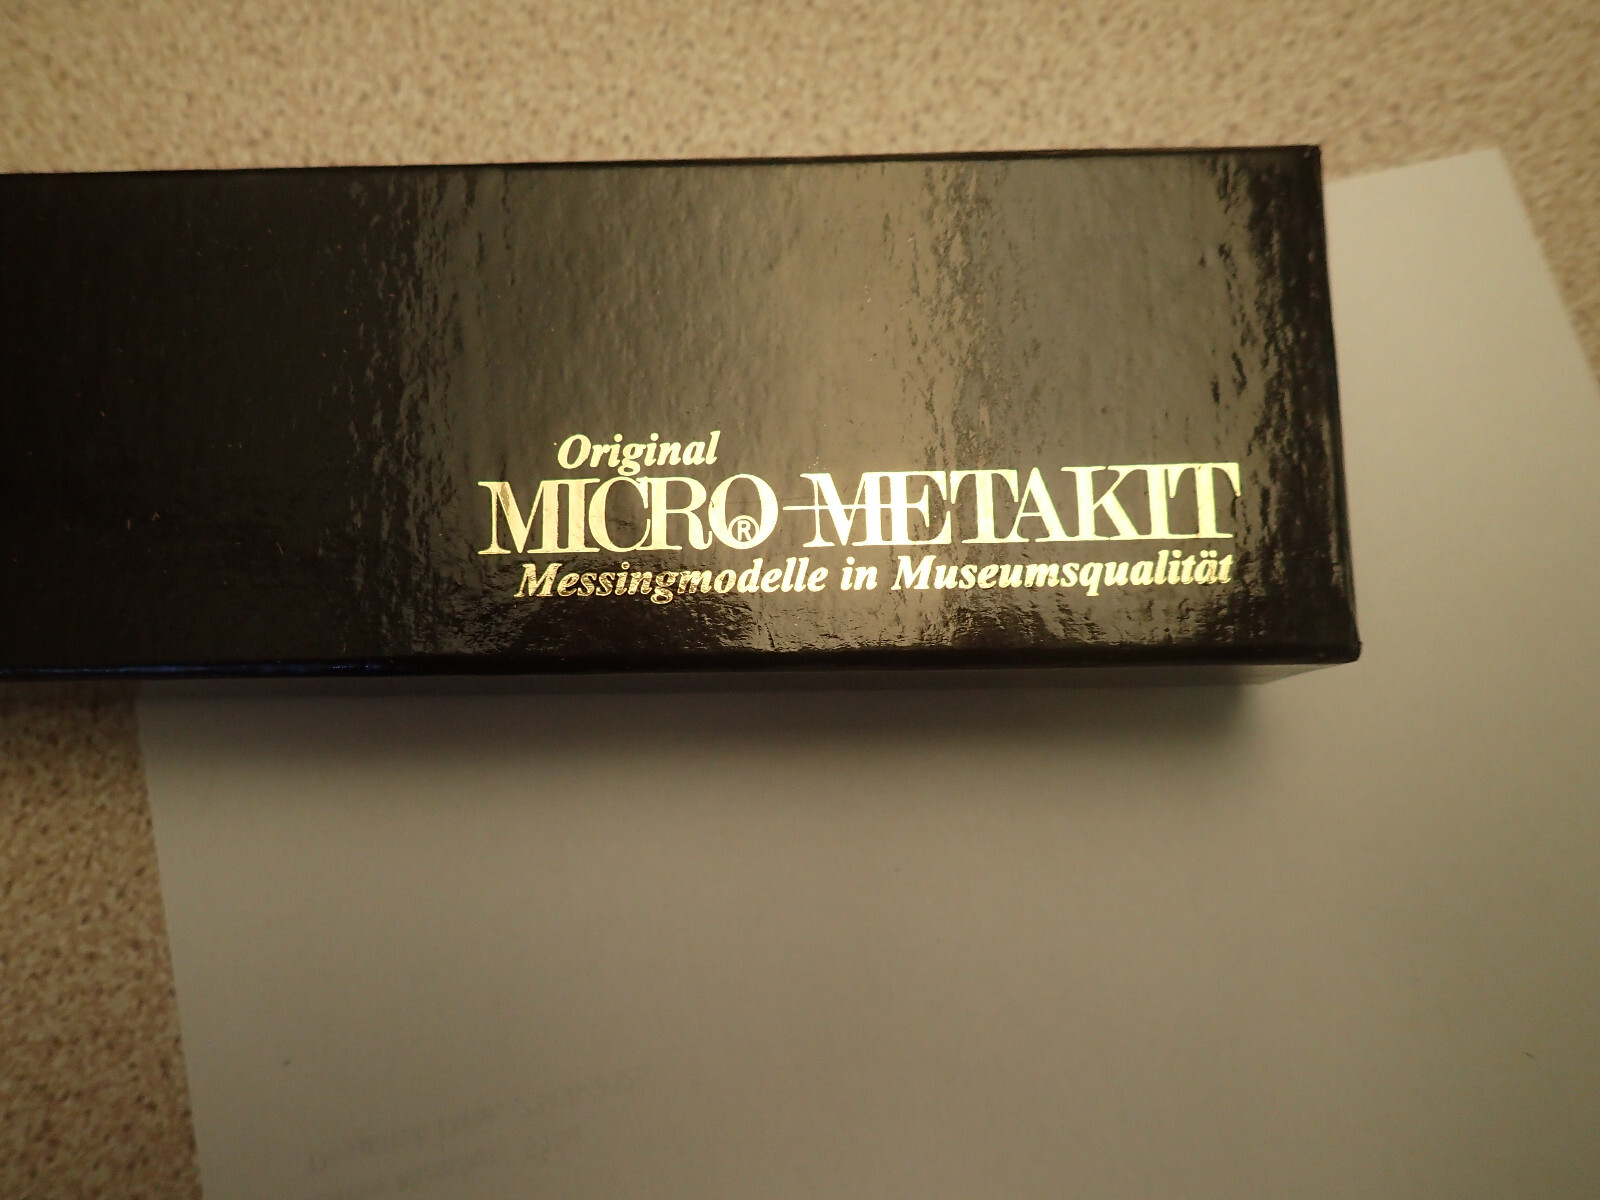 Original
MICRO-METAKIT
®
Messingmodelle in Museumsqualität